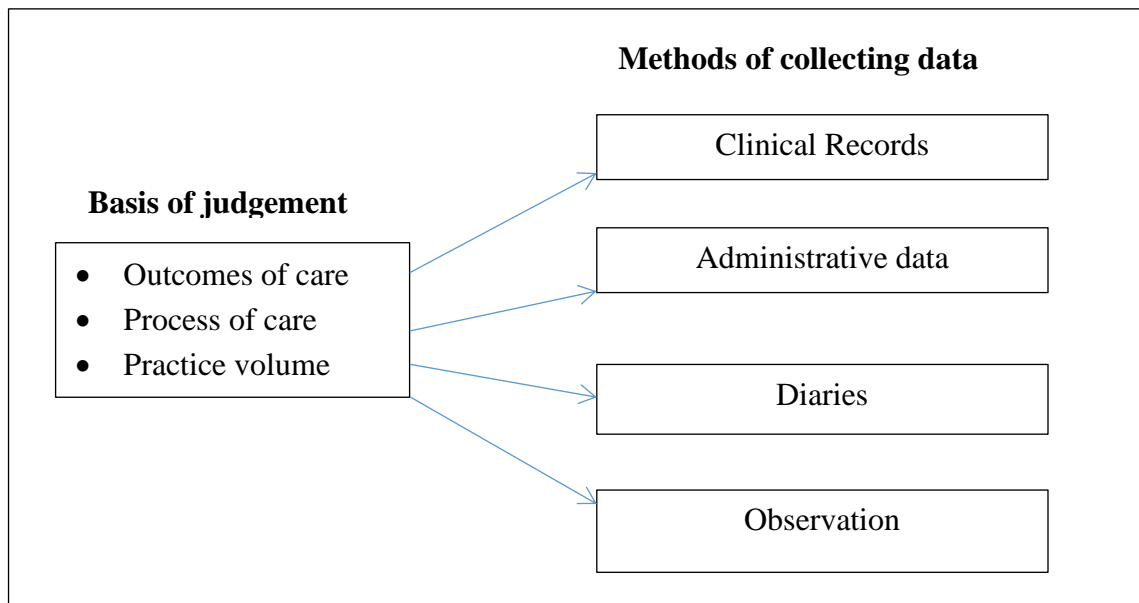 Methods of collecting data
Clinical Records
Basis of judgement
Administrative data
• Outcomes of care
• Process of care
• Practice volume
Diaries
Observation